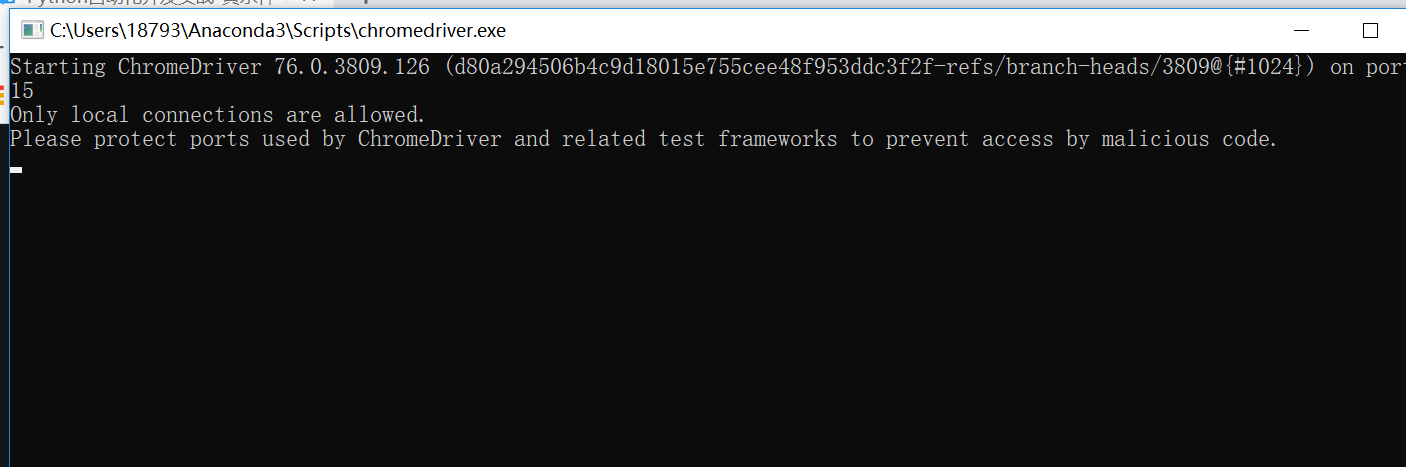 C:\Users\18793\Anaconda3\Scripts\chromedriver.exe
Starting ChromeDriver 76.0.3809.126 (d80a294506b4c9d18015e755cee48f953ddc3f2f-refs/branch-heads/3809@{#1024}) on por
15
Only local connections are allowed.
Please protect ports used by ChromeDriver and related test frameworks to prevent access by malicious code.